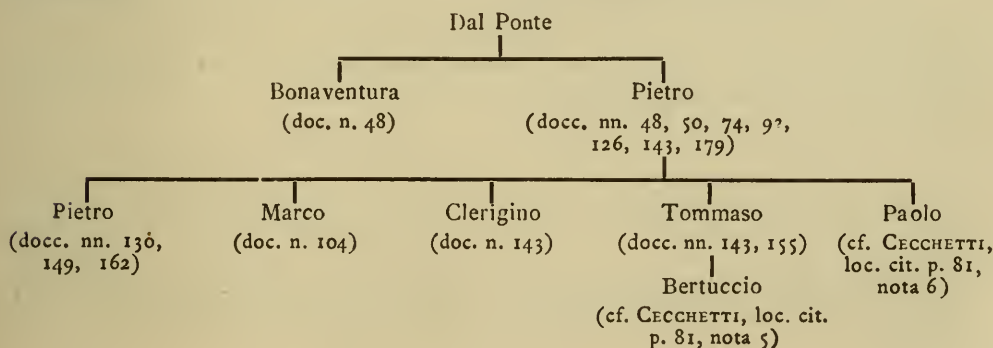 Dal Ponte
Bonaventura
(doc. n. 48)
Pietro
(docc. nn. 48, 50, 74, 9?,
126, 143, 179)
Pietro
(docc. nn. 130,
149, 162)
Marco
(doc. n. 104)
Clerigino
(doc. n. 143)
Tommaso
(docc. nn. 143, 155)
Bertuccio
(cf. CECCHETTI, loc. cit.
p. 81, nota 5)
Paolo
(cf. CECCHETTI,
loc. cit. p. 81,
nota 6)